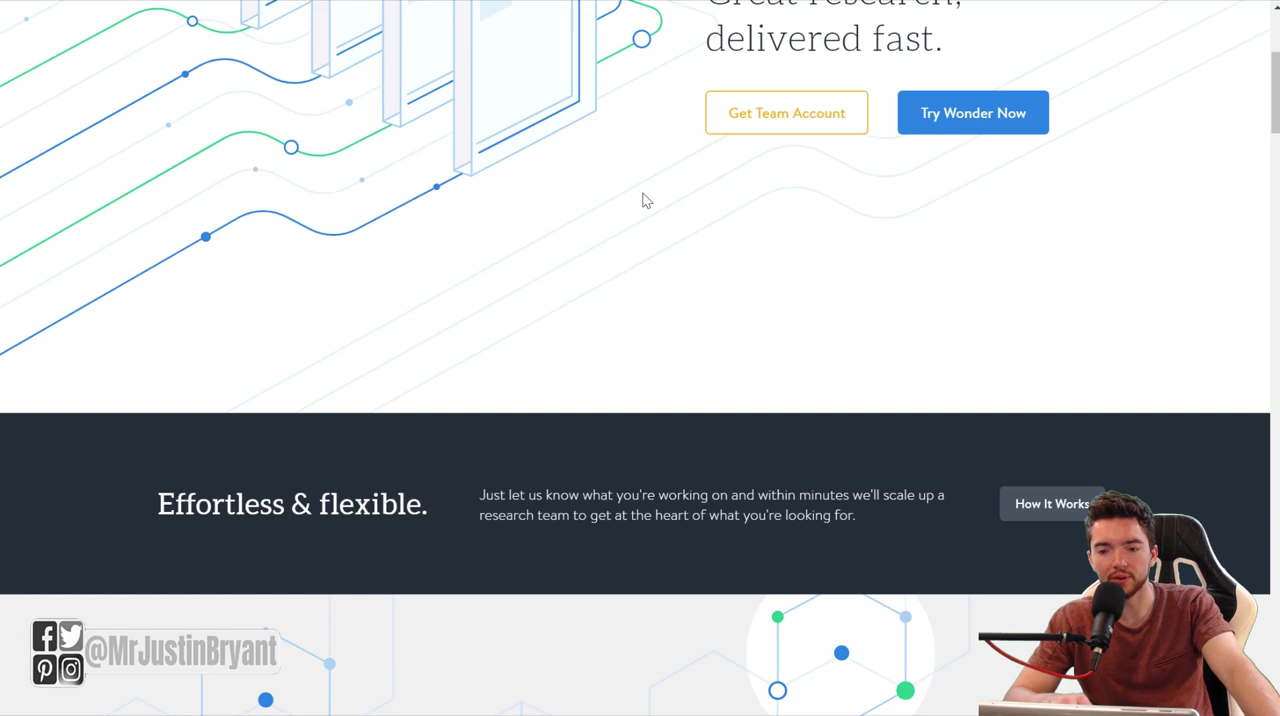 Great research,
delivered fast.
Get Team Account
Try Wonder Now
Effortless & flexible.
Just let us know what you're working on and within minutes we'll scale up a
research team to get at the heart of what you're looking for.
How It Works
@MrJustinBryant